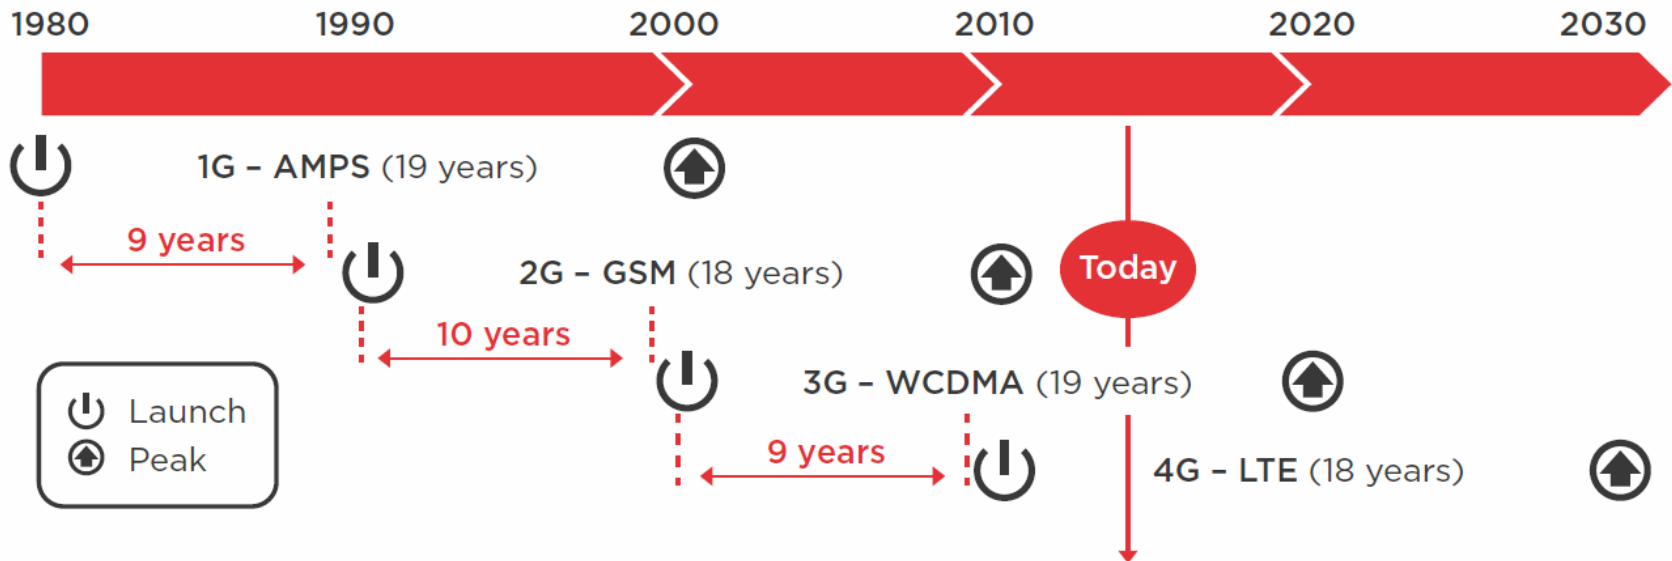 1980 1990 2000 2010 2020 2030
1G – AMPS (19 years)
9 years
2G – GSM (18 years)
Today
10 years
3G – WCDMA (19 years)
Launch
Peak
9 years
4G – LTE (18 years)